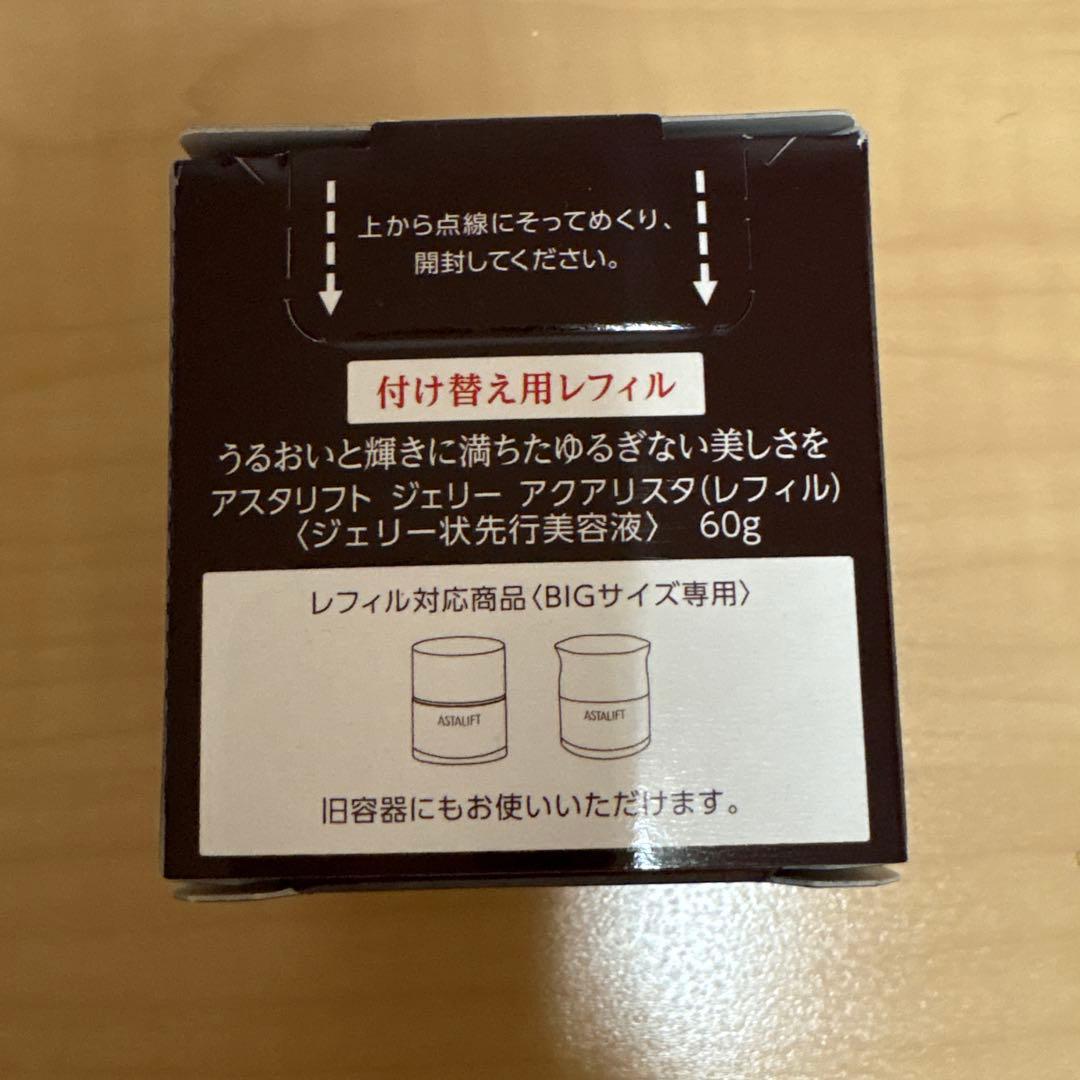 上から点線にそってめくり、
開封してください。
付け替え用レフィル
うるおいと輝きに満ちたゆるぎない美しさを
アスタリフト ジェリー アクアリスタ(レフィル)
〈ジェリー状先行美容液〉 60g
レフィル対応商品〈BIGサイズ専用〉
ASTALIFT
ASTALIFT
旧容器にもお使いいただけます。